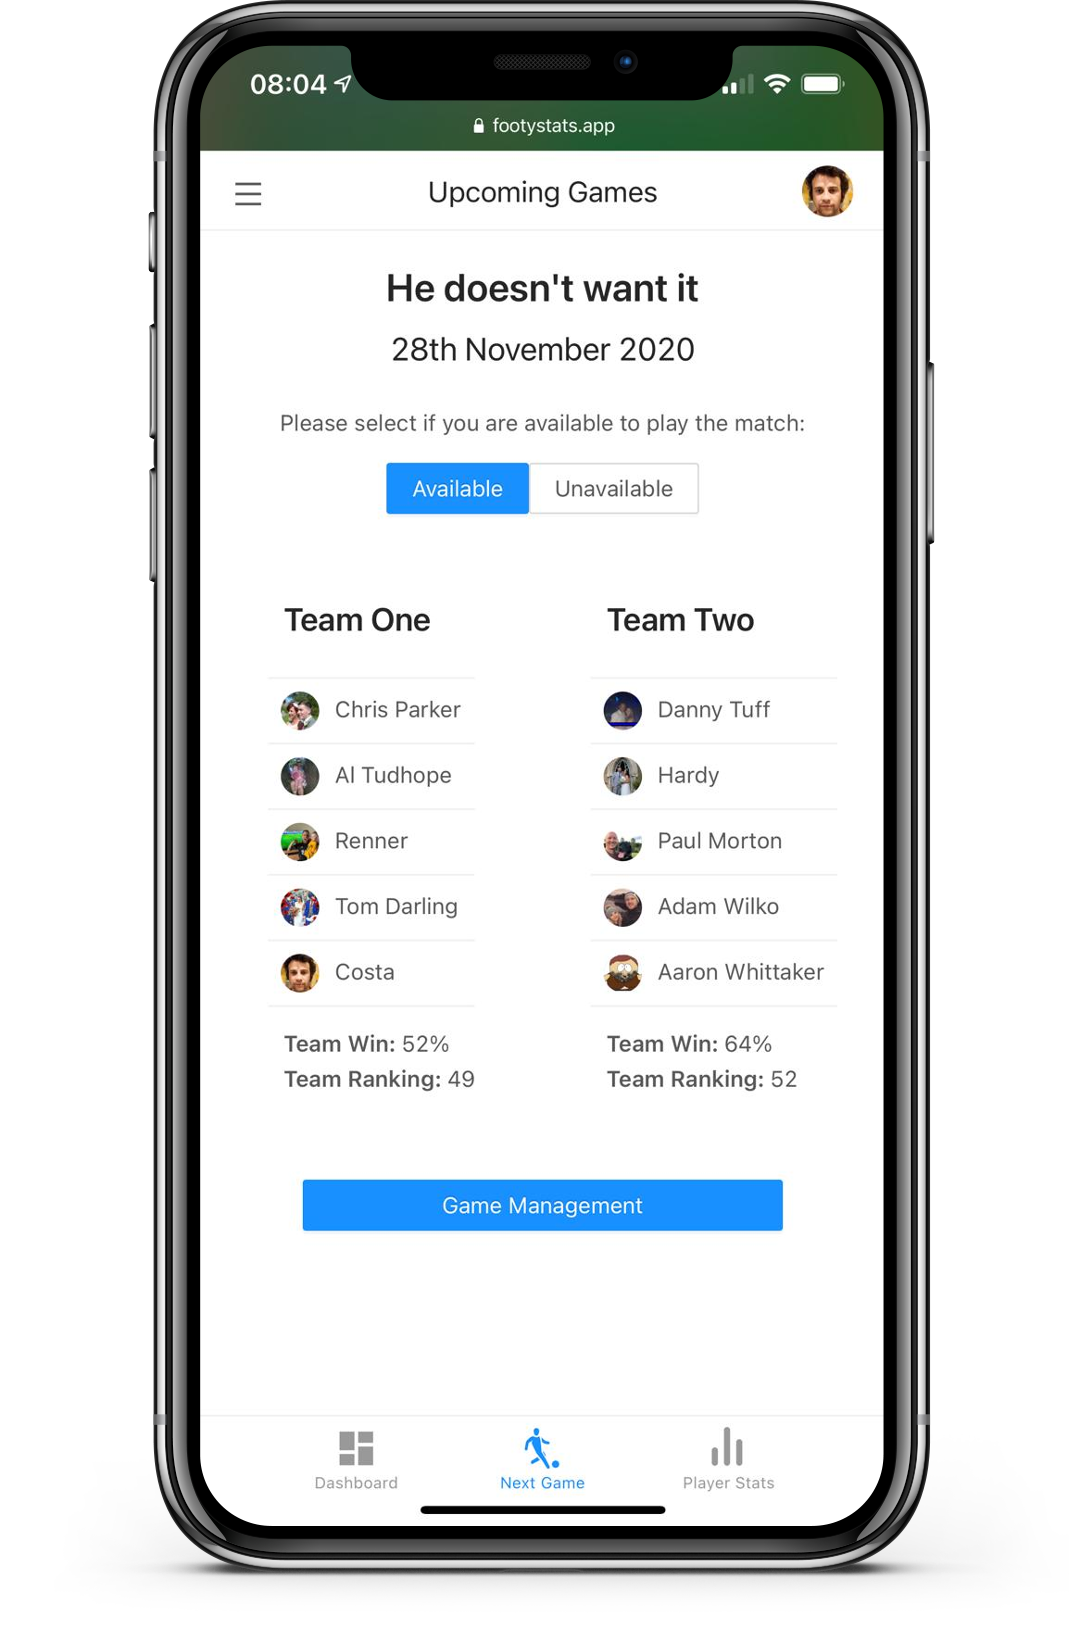 08:04
footystats.app
Upcoming Games
He doesn't want it
28th November 2020
Please select if you are available to play the match:
Available Unavailable
Team One
Chris Parker
Al Tudhope
Renner
Tom Darling
Costa
Team Win: 52%
Team Ranking: 49
Team Two
Danny Tuff
Hardy
Paul Morton
Adam Wilko
Aaron Whittaker
Team Win: 64%
Team Ranking: 52
Game Management
Dashboard Next Game Player Stats